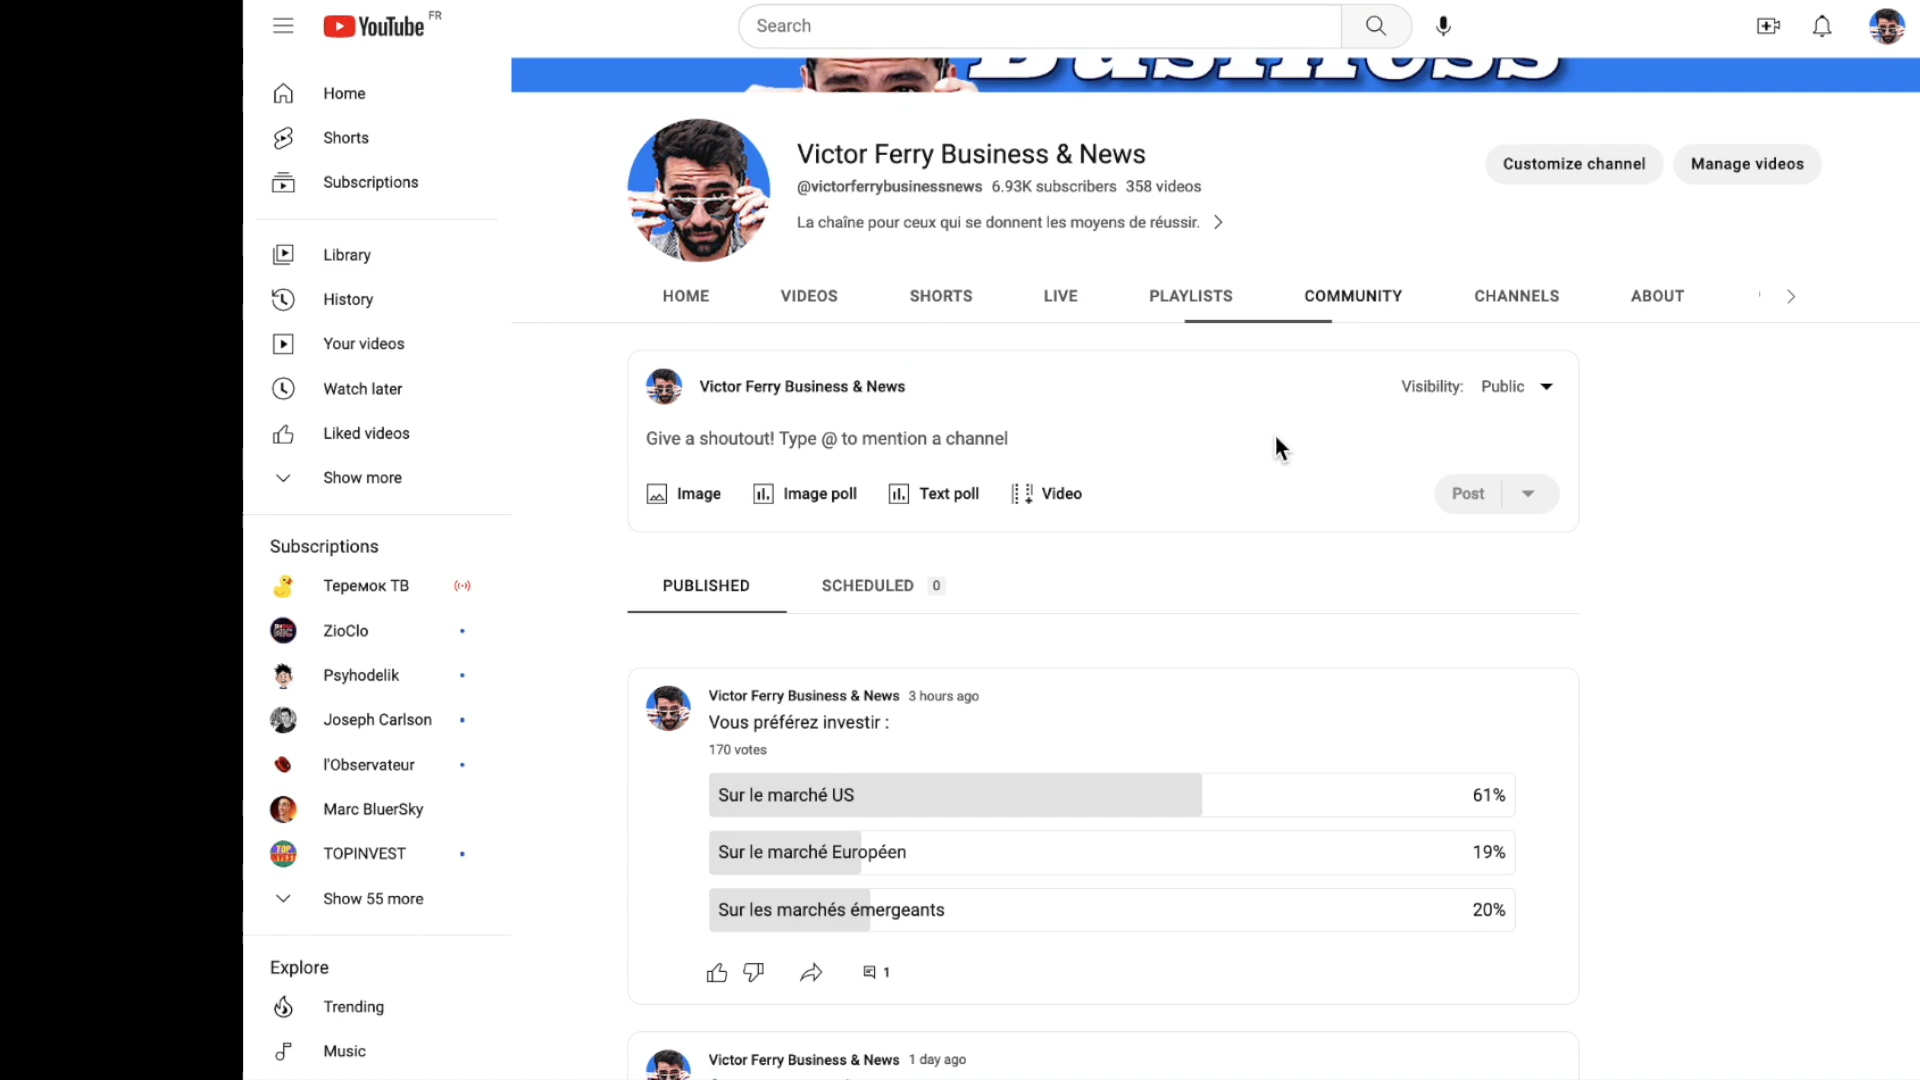 YouTube FR
Search
Home
Shorts
Subscriptions
Library
History
Your videos
Watch later
Liked videos
Show more
Subscriptions
Теремок ТВ
ZioClo
Psyhodelik
Joseph Carlson
l'Observateur
Marc BluerSky
TOPINVEST
Show 55 more
Explore
Trending
Music
Business
Victor Ferry Business & News
@victorferrybusinessnews 6.93K subscribers 358 videos
La chaîne pour ceux qui se donnent les moyens de réussir.
Customize channel
Manage videos
HOME VIDEOS SHORTS LIVE PLAYLISTS COMMUNITY CHANNELS ABOUT
Victor Ferry Business & News
Visibility: Public
Give a shoutout! Type @ to mention a channel
Image Image poll Text poll Video
Post
PUBLISHED SCHEDULED 0
Victor Ferry Business & News 3 hours ago
Vous préférez investir :
170 votes
Sur le marché US 61%
Sur le marché Européen 19%
Sur les marchés émergeants 20%
1
Victor Ferry Business & News 1 day ago